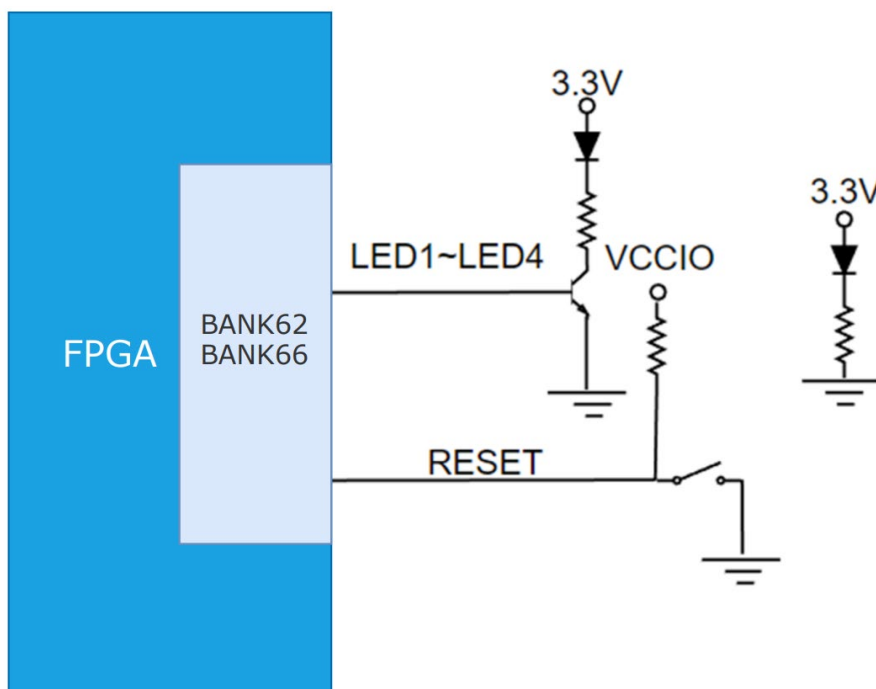 3.3V
3.3V
LED1~LED4
VCCIO
BANK62
BANK66
FPGA
RESET